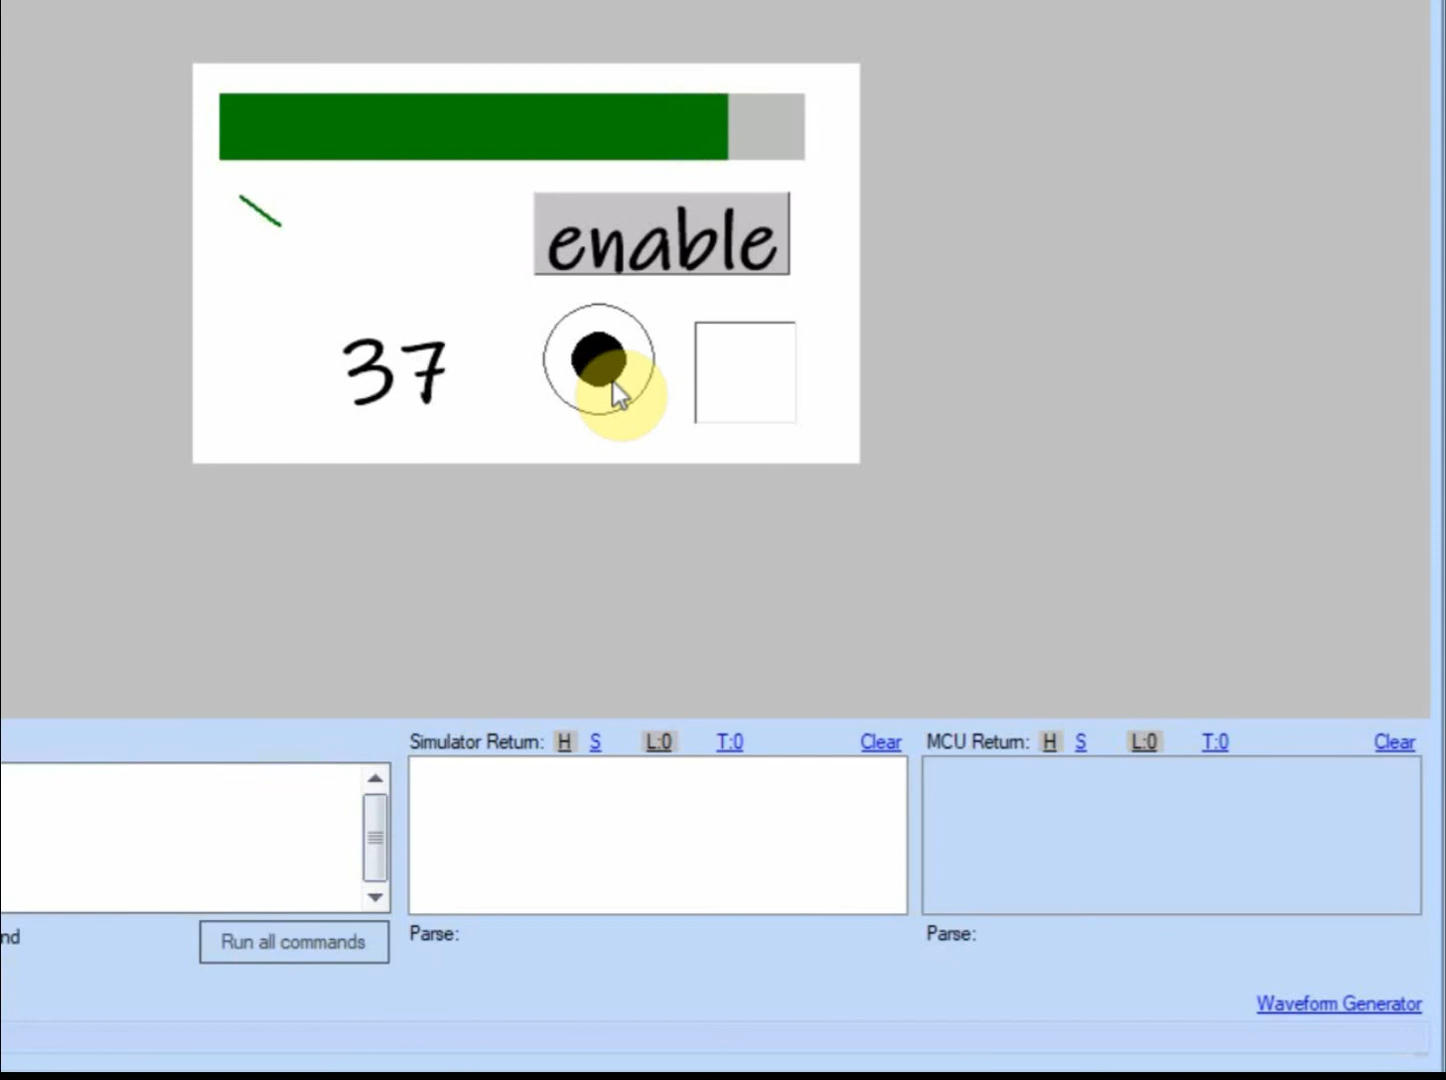 enable
37
Simulator Return: H S L:0 T:0 Clear MCU Return: H S L:0 T:0 Clear
nd Run all commands Parse: Parse:
Waveform Generator